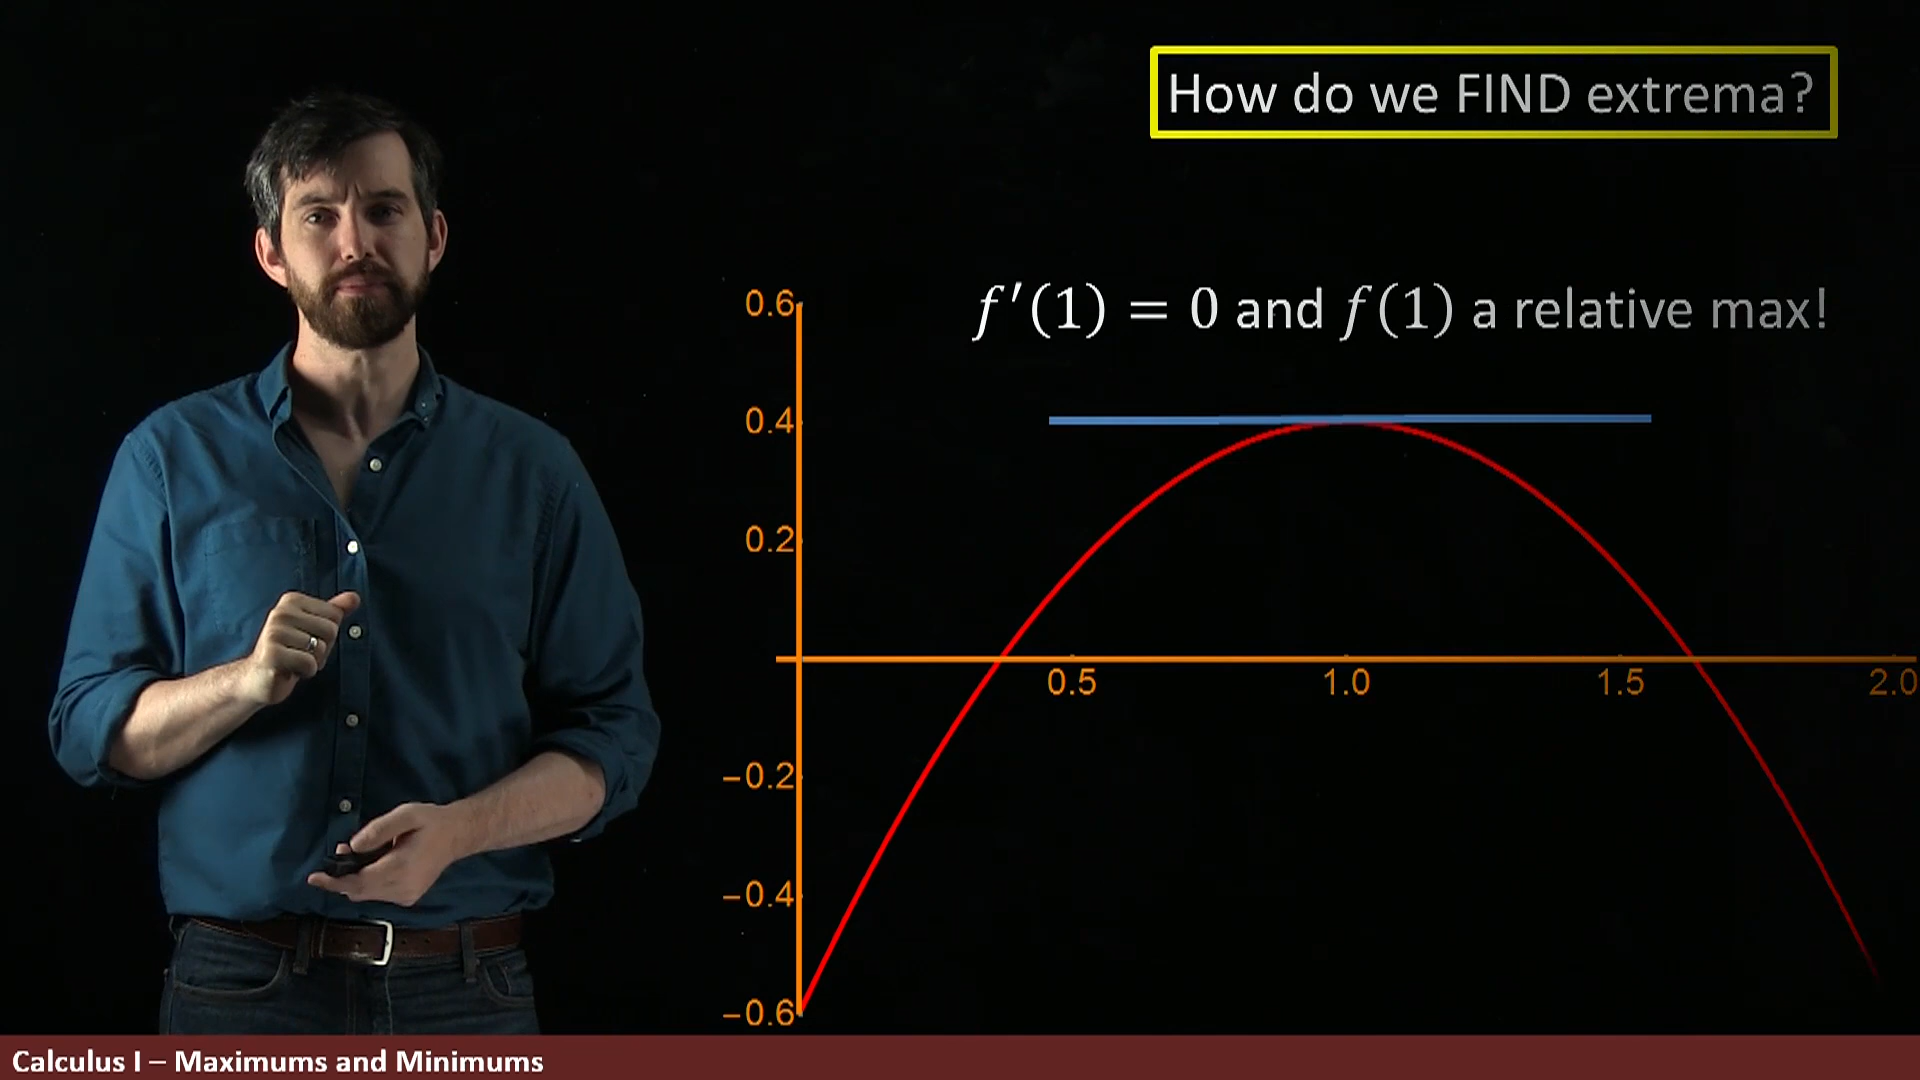 How do we FIND extrema?
f′(1) = 0 and f(1) a relative max!
0.6
0.4
0.2
0.5 1.0 1.5 2.0
−0.2
−0.4
−0.6
Calculus I – Maximums and Minimums